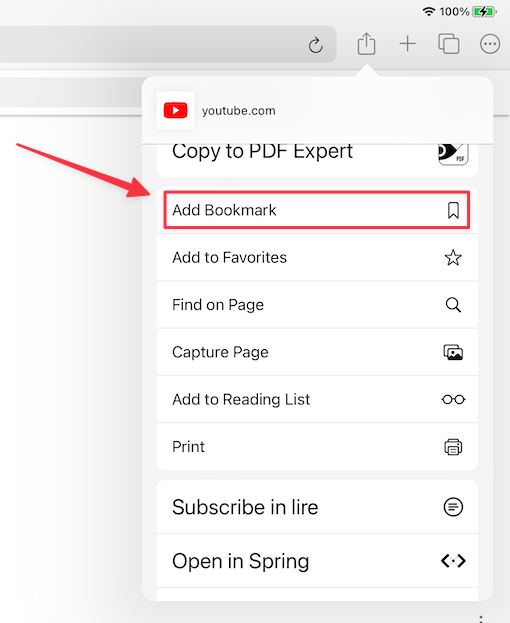 100%
youtube.com
Copy to PDF Expert
PDF
Add Bookmark
Add to Favorites
Find on Page
Capture Page
Add to Reading List
Print
Subscribe in lire
Open in Spring